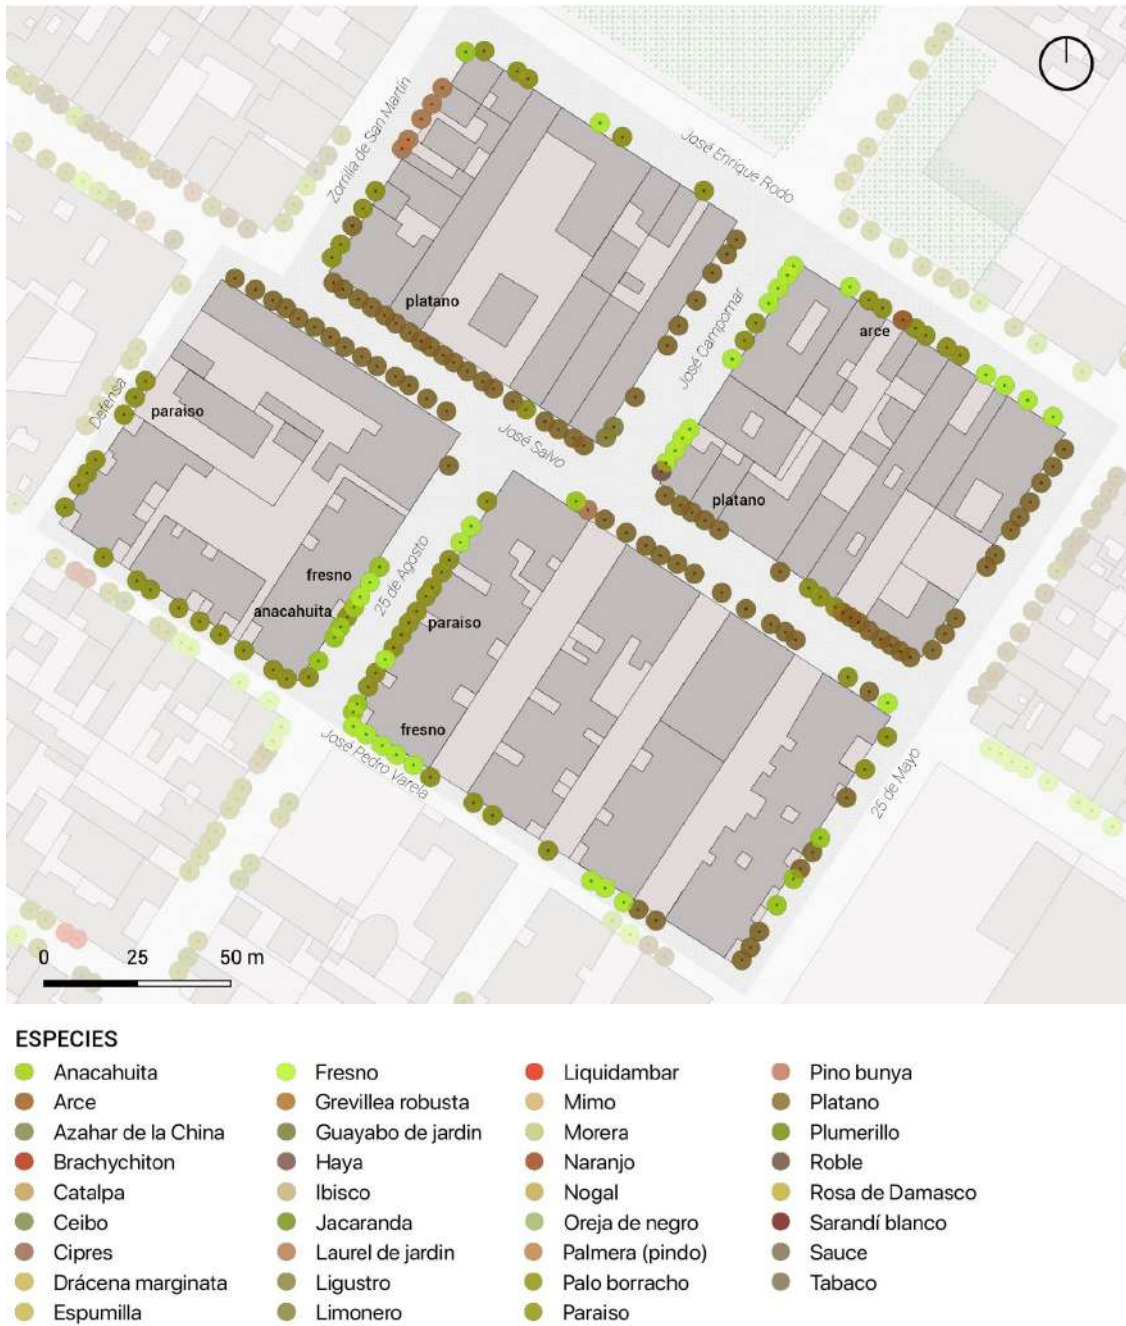 Zorrilla de San Martín
José Enrique Rodo
platano
José Campomar
arce
Defensa
paraiso
José Salvo
platano
25 de Agosto
fresno
anacahuita
paraiso
fresno
José Pedro Varela
25 de Mayo
0 25 50 m
ESPECIES
Anacahuita
Arce
Azahar de la China
Brachychiton
Catalpa
Ceibo
Cipres
Drácena marginata
Espumilla
Fresno
Grevillea robusta
Guayabo de jardin
Haya
Ibisco
Jacaranda
Laurel de jardin
Ligustro
Limonero
Liquidambar
Mimo
Morera
Naranjo
Nogal
Oreja de negro
Palmera (pindo)
Palo borracho
Paraiso
Pino bunya
Platano
Plumerillo
Roble
Rosa de Damasco
Sarandí blanco
Sauce
Tabaco